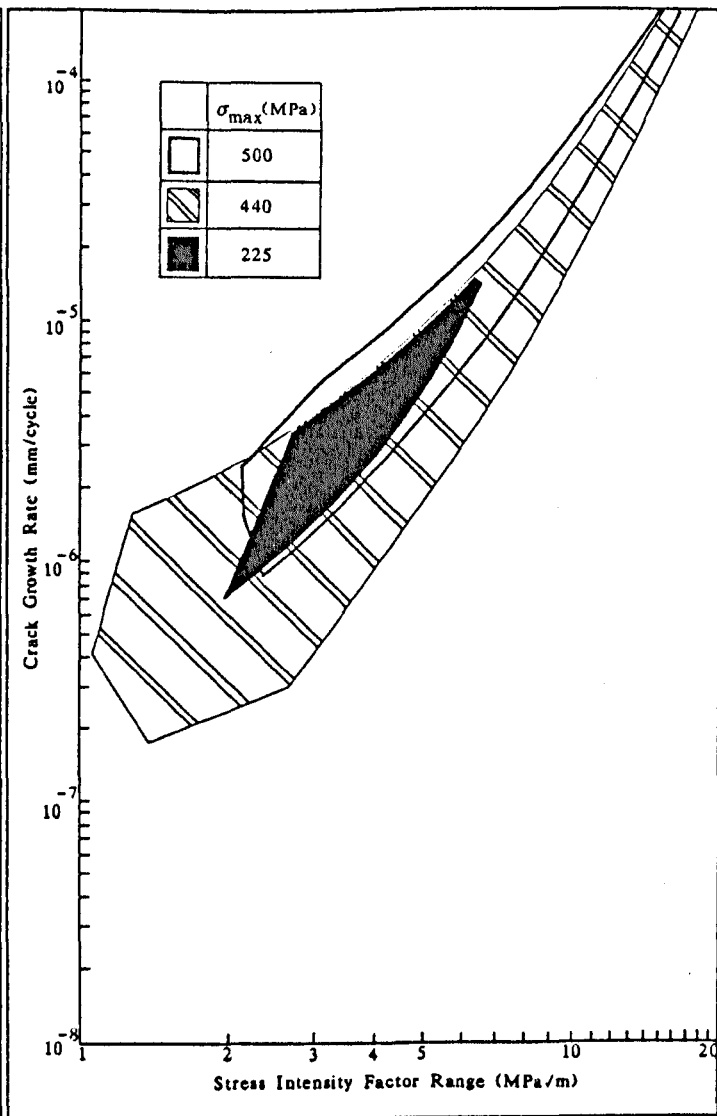 σmax(MPa)
500
440
225
10-4
10-5
10-6
10-7
10-8
Crack Growth Rate (mm/cycle)
1 2 3 4 5 10 20
Stress Intensity Factor Range (MPa√m)